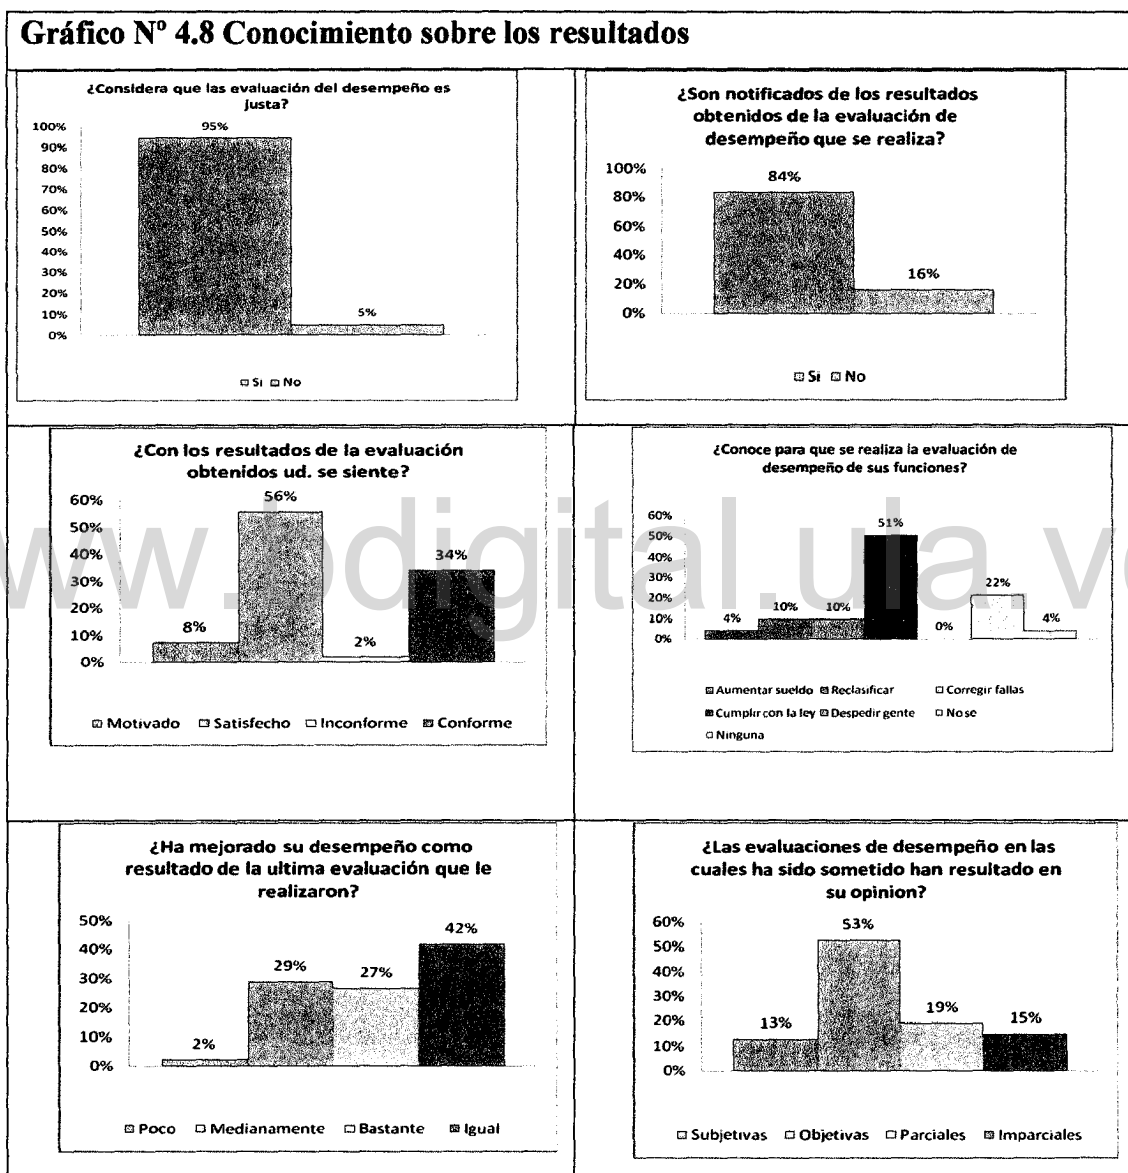 Gráfico Nº 4.8 Conocimiento sobre los resultados
¿Considera que las evaluación del desempeño es
justa?
100%
90%
80%
70%
60%
50%
40%
30%
20%
10%
0%
95%
5%
Si No
¿Son notificados de los resultados
obtenidos de la evaluación de
desempeño que se realiza?
100%
80%
60%
40%
20%
0%
84%
16%
Si No
¿Con los resultados de la evaluación
obtenidos ud. se siente?
60%
50%
40%
30%
20%
10%
0%
8%
56%
2%
34%
Motivado Satisfecho Inconforme Conforme
¿Conoce para que se realiza la evaluación de
desempeño de sus funciones?
60%
50%
40%
30%
20%
10%
0%
4%
10%
10%
51%
0%
22%
4%
Aumentar sueldo Reclasificar Corregir fallas
Cumplir con la ley Despedir gente No se
Ninguna
¿Ha mejorado su desempeño como
resultado de la ultima evaluación que le
realizaron?
50%
40%
30%
20%
10%
0%
2%
29%
27%
42%
Poco Medianamente Bastante Igual
¿Las evaluaciones de desempeño en las
cuales ha sido sometido han resultado en
su opinion?
60%
50%
40%
30%
20%
10%
0%
13%
53%
19%
15%
Subjetivas Objetivas Parciales Imparciales
www.bdigital.ula.ve